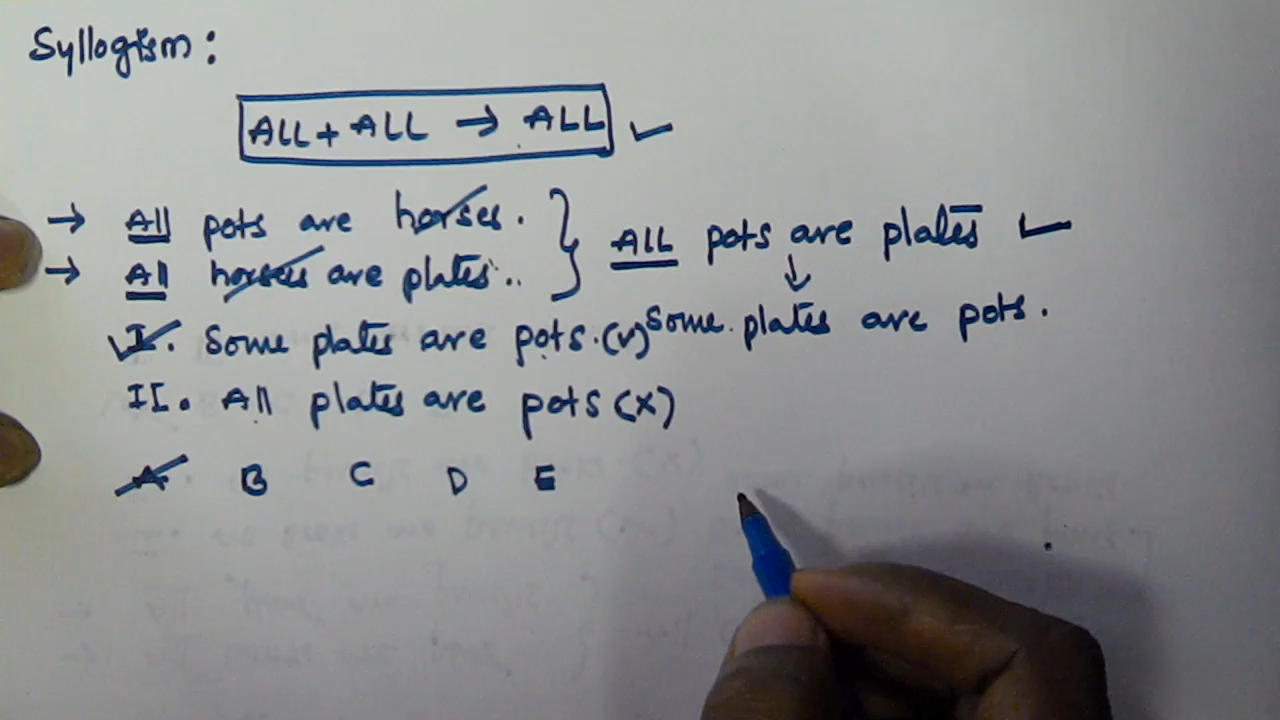 Syllogism:
ALL + ALL → ALL ✓
→ All pots are horses. } ALL pots are plates ✓
→ All horses are plates..
↓
I. Some plates are pots. (v) Some plates are pots.
II. All plates are pots (x)
A B C D E